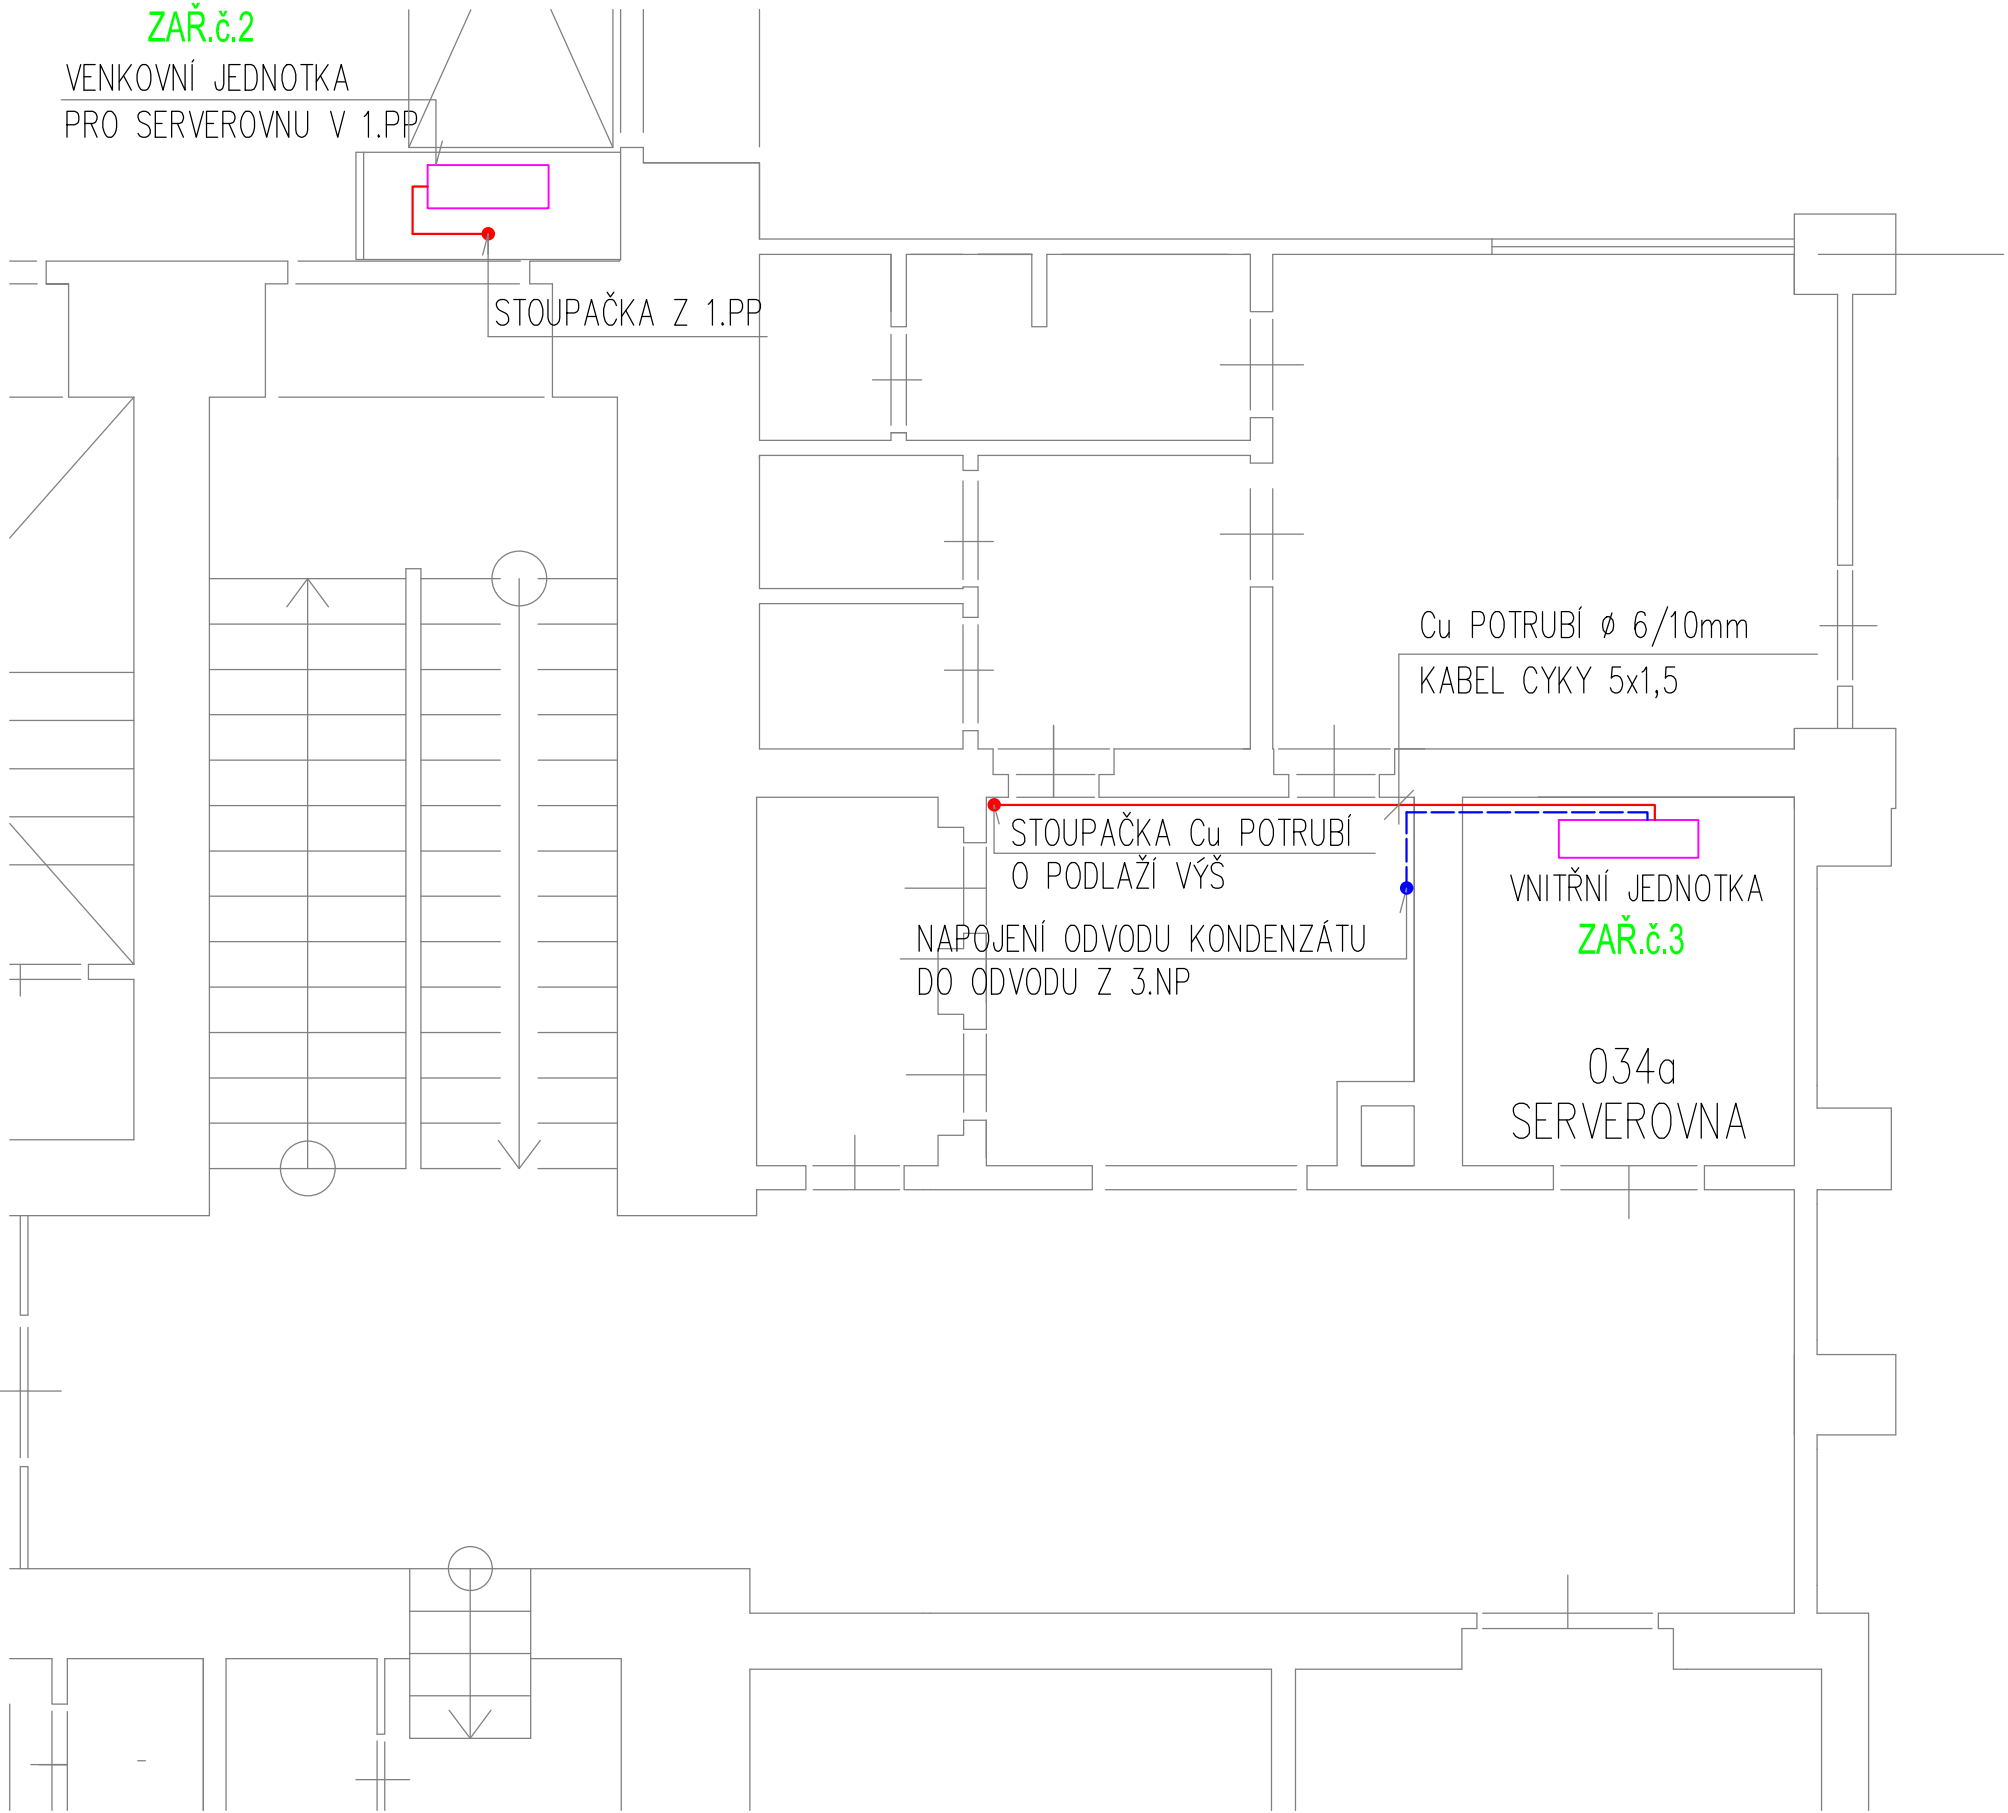 ZAŘ.č.2
VENKOVNÍ JEDNOTKA
PRO SERVEROVNU V 1.PP
STOUPAČKA Z 1.PP
Cu POTRUBÍ ø 6/10mm
KABEL CYKY 5x1,5
STOUPAČKA Cu POTRUBÍ
O PODLAŽÍ VÝŠ
NAPOJENÍ ODVODU KONDENZÁTU
DO ODVODU Z 3.NP
VNITŘNÍ JEDNOTKA
ZAŘ.č.3
034a
SERVEROVNA